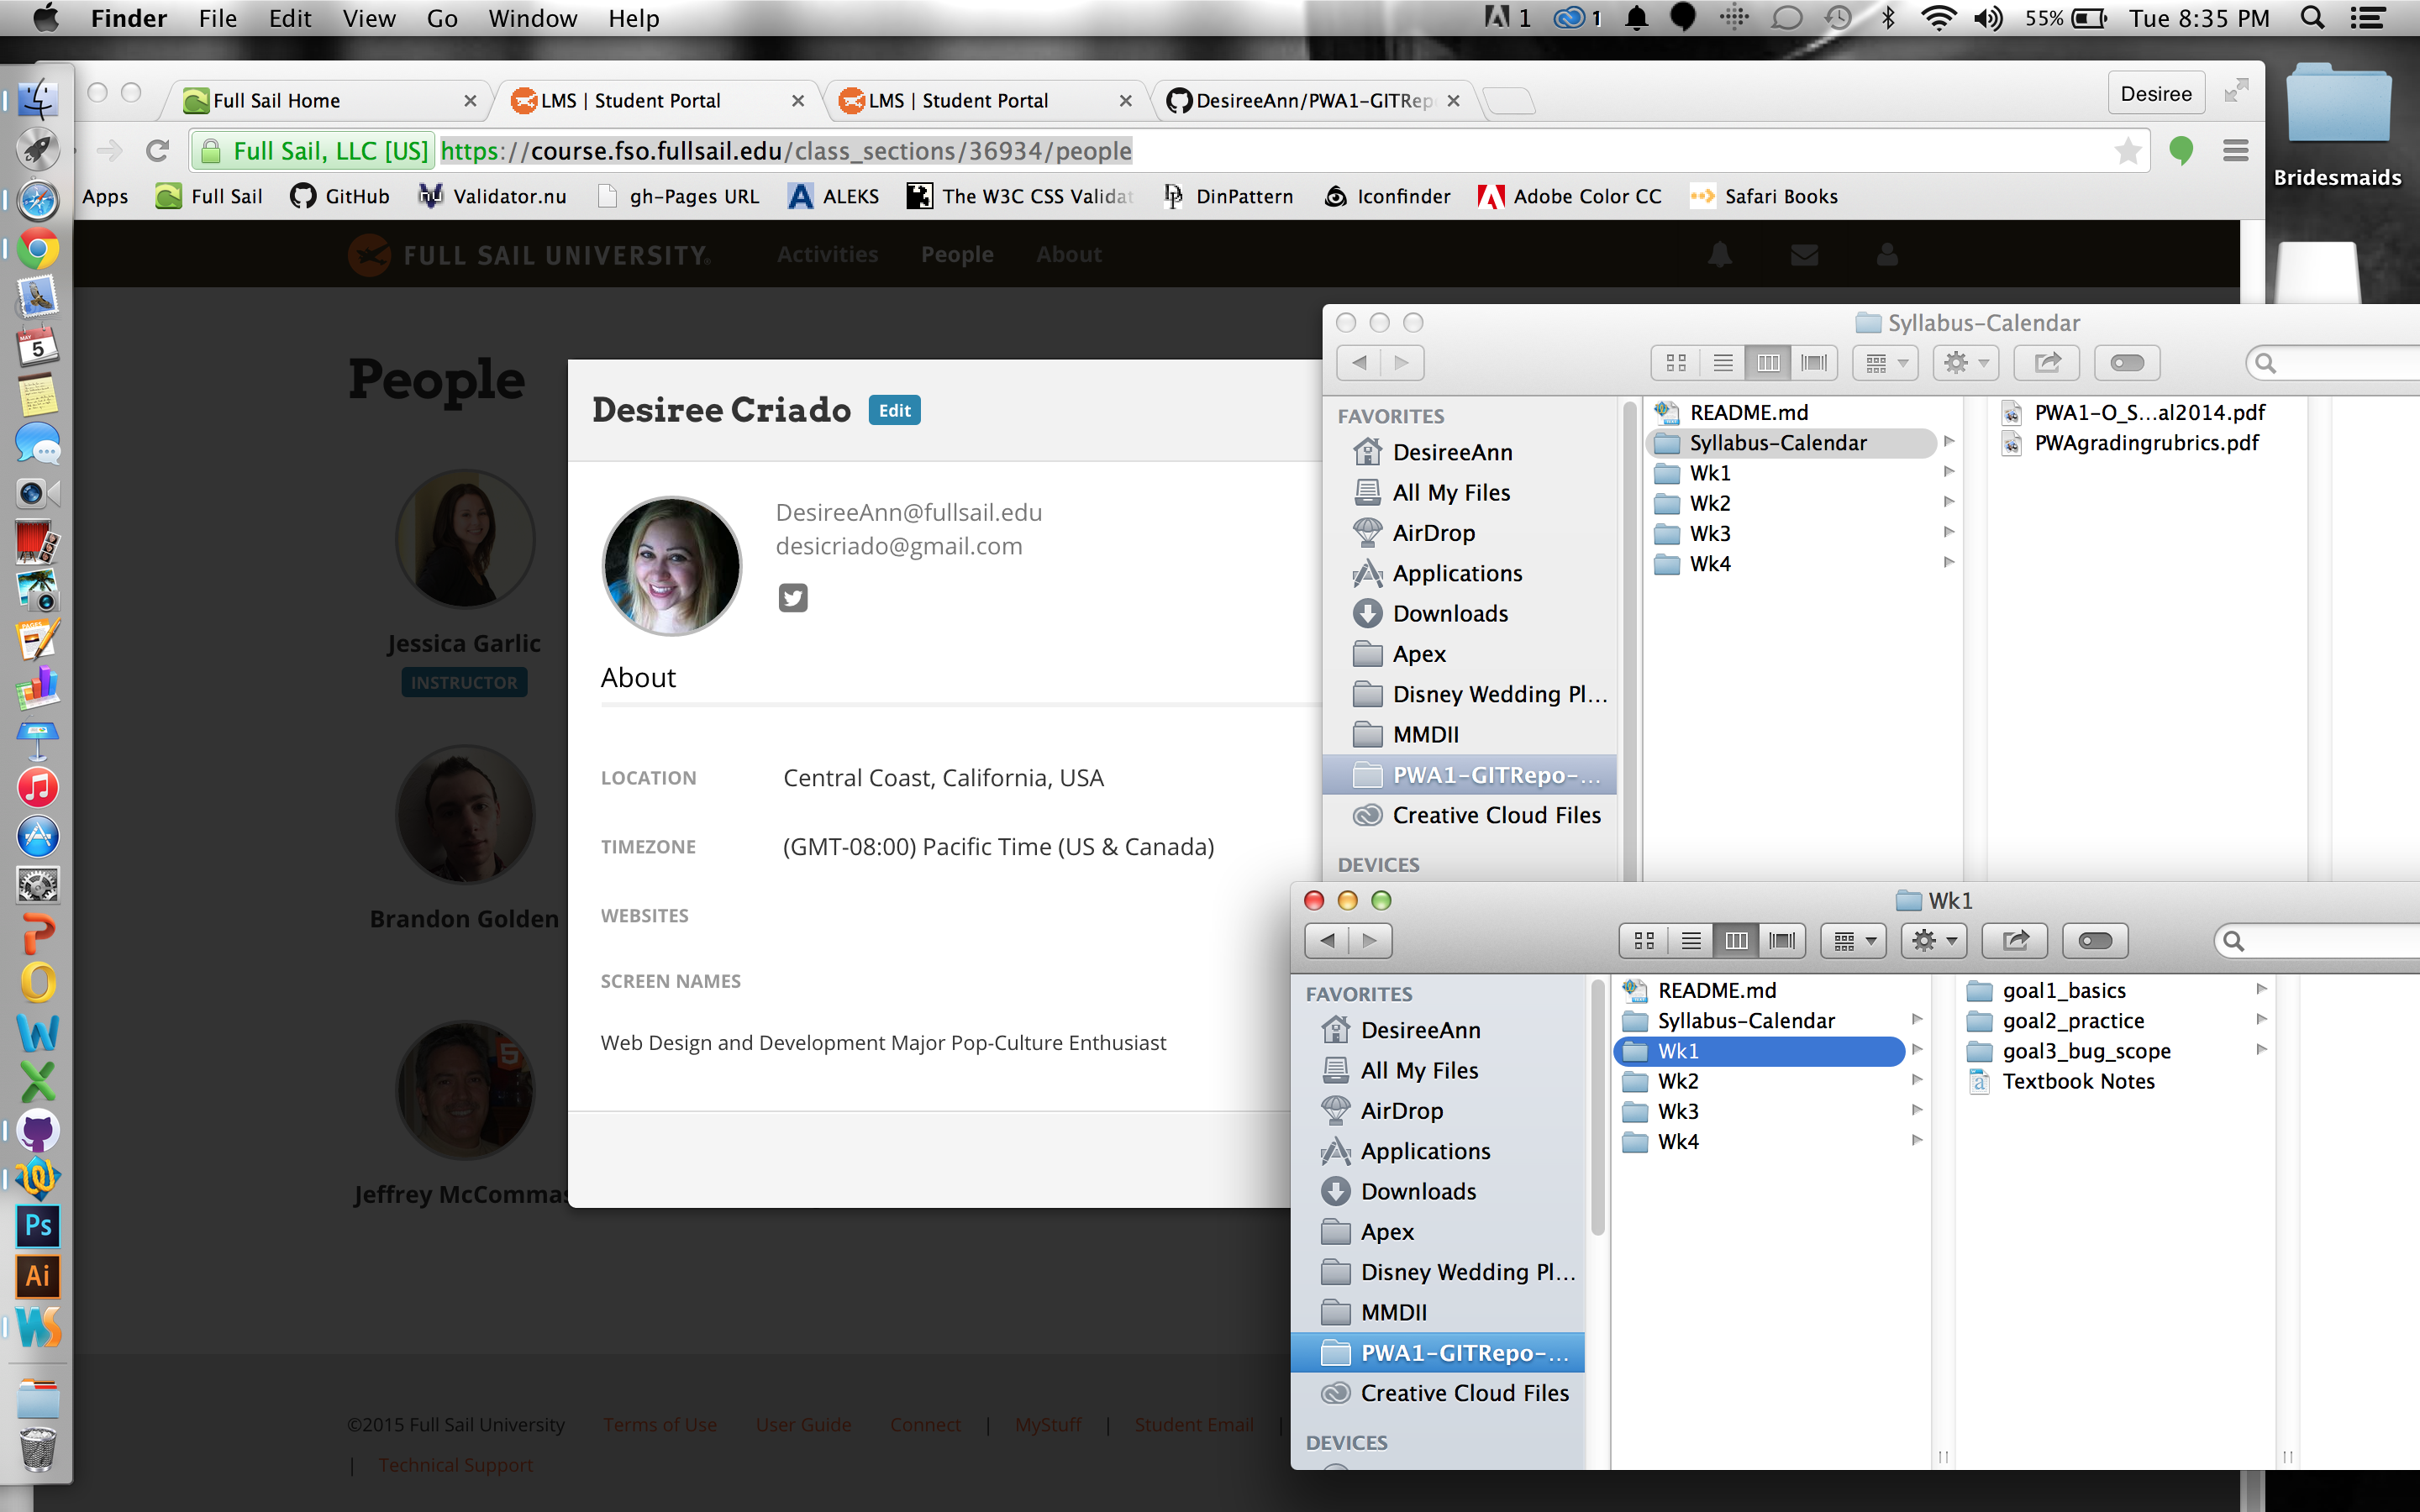 Finder File Edit View Go Window Help
1 1 55% Tue 8:35 PM
Full Sail Home
LMS | Student Portal
LMS | Student Portal
DesireeAnn/PWA1-GITRep
Desiree
Full Sail, LLC [US] https://course.fso.fullsail.edu/class_sections/36934/people
Apps Full Sail GitHub Validator.nu gh-Pages URL ALEKS The W3C CSS Validat DinPattern Iconfinder Adobe Color CC Safari Books
Bridesmaids
FULL SAIL UNIVERSITY. Activities People About
People
Jessica Garlic
INSTRUCTOR
Brandon Golden
Jeffrey McCommas
Desiree Criado Edit
DesireeAnn@fullsail.edu
desicriado@gmail.com
About
LOCATION Central Coast, California, USA
TIMEZONE (GMT-08:00) Pacific Time (US & Canada)
WEBSITES
SCREEN NAMES
Web Design and Development Major Pop-Culture Enthusiast
©2015 Full Sail University Terms of Use User Guide Connect | MyStuff | Student Email |
| Technical Support
Syllabus-Calendar
FAVORITES
DesireeAnn
All My Files
AirDrop
Applications
Downloads
Apex
Disney Wedding Pl...
MMDII
PWA1-GITRepo-...
Creative Cloud Files
DEVICES
README.md
Syllabus-Calendar
Wk1
Wk2
Wk3
Wk4
PWA1-O_S...al2014.pdf
PWAgradingrubrics.pdf
Wk1
FAVORITES
DesireeAnn
All My Files
AirDrop
Applications
Downloads
Apex
Disney Wedding Pl...
MMDII
PWA1-GITRepo-...
Creative Cloud Files
DEVICES
README.md
Syllabus-Calendar
Wk1
Wk2
Wk3
Wk4
goal1_basics
goal2_practice
goal3_bug_scope
Textbook Notes
MAY
5
PAGES
Ps
Ai
WS